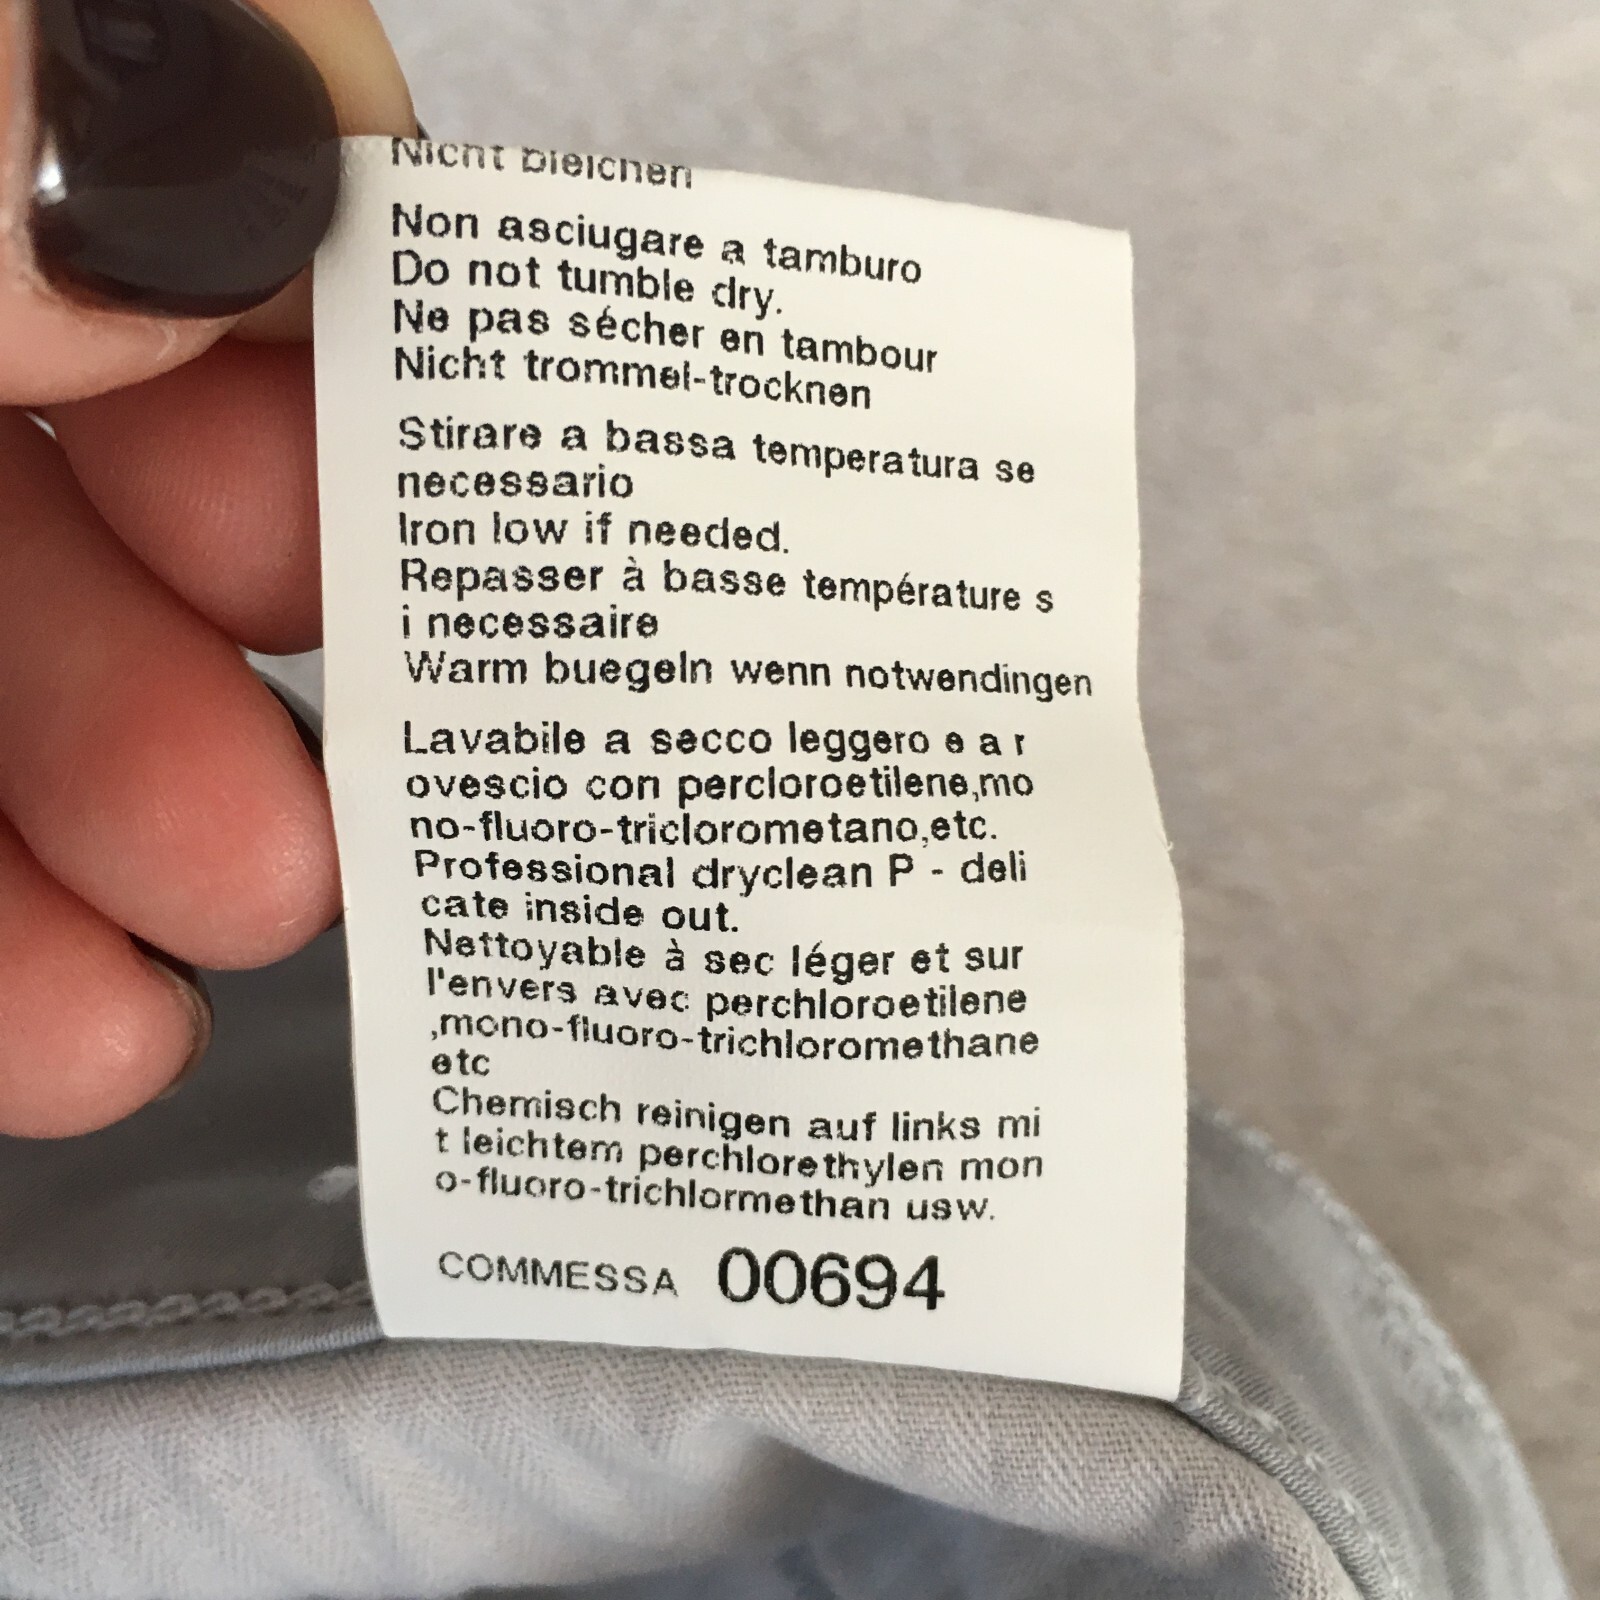 Nicht bleichen
Non asciugare a tamburo
Do not tumble dry.
Ne pas sécher en tambour
Nicht trommel-trocknen
Stirare a bassa temperatura se
necessario
Iron low if needed.
Repasser à basse température s
i necessaire
Warm buegeln wenn notwendingen
Lavabile a secco leggero e a r
ovescio con percloroetilene,mo
no-fluoro-triclorometano,etc.
Professional dryclean P - deli
cate inside out.
Nettoyable à sec léger et sur
l'envers avec perchloroetilene
,mono-fluoro-trichloromethane
etc
Chemisch reinigen auf links mi
t leichtem perchlorethylen mon
o-fluoro-trichlormethan usw.
COMMESSA 00694